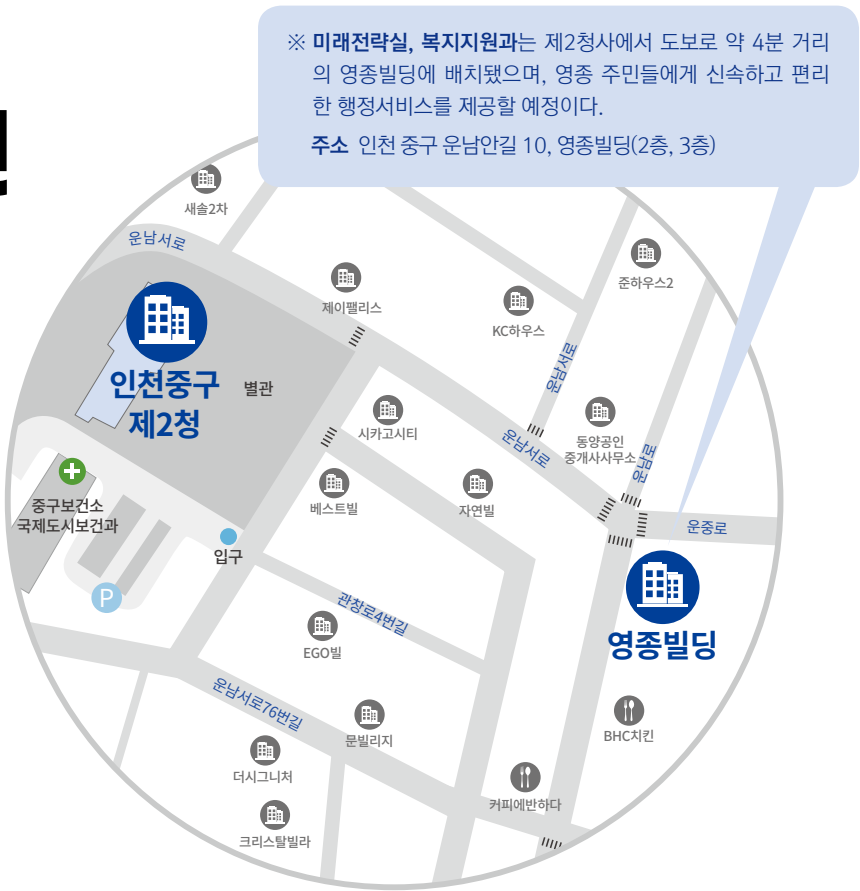 ※ 미래전략실, 복지지원과는 제2청사에서 도보로 약 4분 거리
의 영종빌딩에 배치됐으며, 영종 주민들에게 신속하고 편리
한 행정서비스를 제공할 예정이다.
주소 인천 중구 운남안길 10, 영종빌딩(2층, 3층)
새솔2차
운남서로
제이팰리스
KC하우스
준하우스2
운남서로
인천중구
제2청
별관
시카고시티
운남서로
동양공인
중개사사무소
운남로
중구보건소
국제도시보건과
베스트빌
자연빌
운중로
입구
P
관창로4번길
영종빌딩
EGO빌
운남서로76번길
문빌리지
BHC치킨
더시그니처
커피에반하다
크리스탈빌라